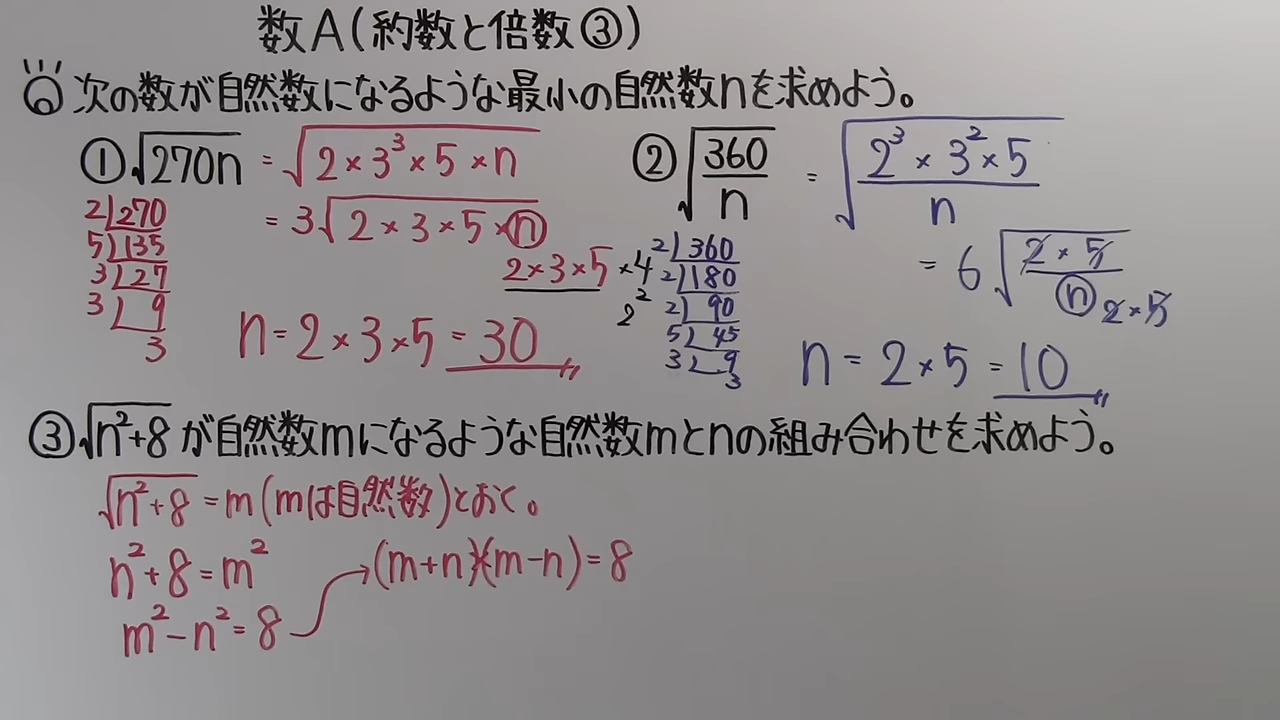 数A(約数と倍数③)
次の数が自然数になるような最小の自然数nを求めよう。
①√270n = √2×3³×5×n
= 3√2×3×5×n
2)270
5)135
3)27
3)9
3
2×3×5×4
2²
n=2×3×5=30
②√360/n = √2³×3²×5/n
= 6√2×5/n
2×5
2)360
2)180
2)90
5)45
3)9
3
n=2×5=10
③√n²+8が自然数mになるような自然数mとnの組み合わせを求めよう。
√n²+8=m(mは自然数)とおく。
n²+8=m²
m²-n²=8
(m+n)(m-n)=8